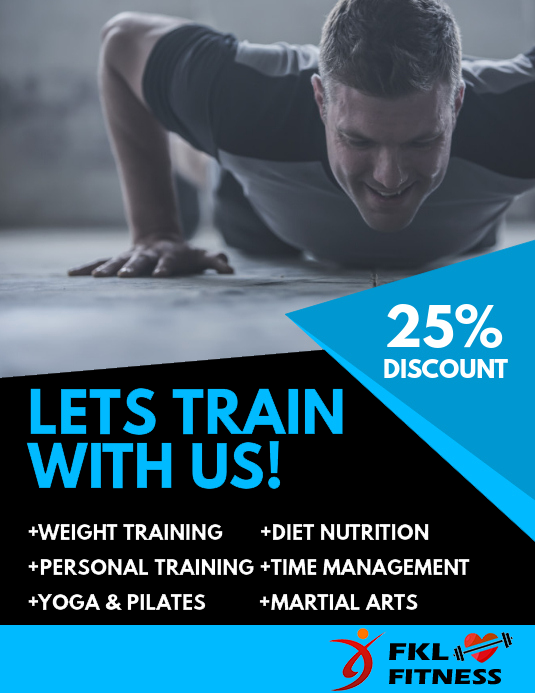 25%
DISCOUNT
LETS TRAIN
WITH US!
+WEIGHT TRAINING
+DIET NUTRITION
+PERSONAL TRAINING
+TIME MANAGEMENT
+YOGA & PILATES
+MARTIAL ARTS
FKL
FITNESS